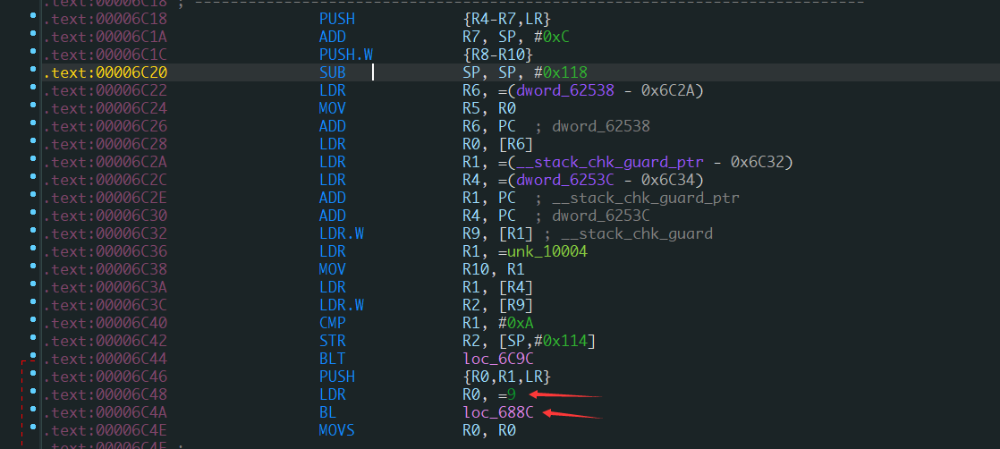 .text:00006C18 ; ---------------------------------------------------------------------------
.text:00006C18 PUSH {R4-R7,LR}
.text:00006C1A ADD R7, SP, #0xC
.text:00006C1C PUSH.W {R8-R10}
.text:00006C20 SUB SP, SP, #0x118
.text:00006C22 LDR R6, =(dword_62538 - 0x6C2A)
.text:00006C24 MOV R5, R0
.text:00006C26 ADD R6, PC ; dword_62538
.text:00006C28 LDR R0, [R6]
.text:00006C2A LDR R1, =(__stack_chk_guard_ptr - 0x6C32)
.text:00006C2C LDR R4, =(dword_6253C - 0x6C34)
.text:00006C2E ADD R1, PC ; __stack_chk_guard_ptr
.text:00006C30 ADD R4, PC ; dword_6253C
.text:00006C32 LDR.W R9, [R1] ; __stack_chk_guard
.text:00006C36 LDR R1, =unk_10004
.text:00006C38 MOV R10, R1
.text:00006C3A LDR R1, [R4]
.text:00006C3C LDR.W R2, [R9]
.text:00006C40 CMP R1, #0xA
.text:00006C42 STR R2, [SP,#0x114]
.text:00006C44 BLT loc_6C9C
.text:00006C46 PUSH {R0,R1,LR}
.text:00006C48 LDR R0, =9
.text:00006C4A BL loc_688C
.text:00006C4E MOVS R0, R0
.text:00006C4E ;